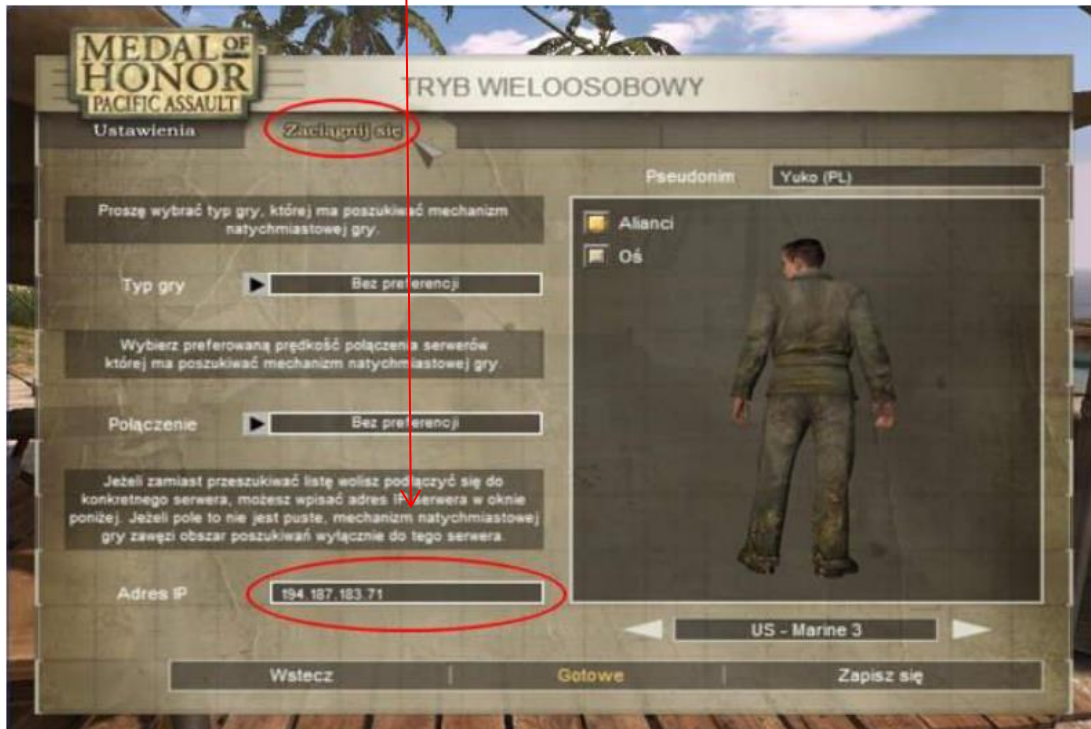 MEDAL OF
HONOR
PACIFIC ASSAULT
TRYB WIELOOSOBOWY
Ustawienia
Zaciągnij się
Pseudonim
Yuko (PL)
Proszę wybrać typ gry, której ma poszukiwać mechanizm
natychmiastowej gry.
Alianci
Oś
Typ gry
Bez preferencji
Wybierz preferowaną prędkość połączenia serwerów
której ma poszukiwać mechanizm natychmiastowej gry
Połączenie
Bez preferencji
Jeżeli zamiast przeszukiwać listę wolisz podłączyć się do
konkretnego serwera, możesz wpisać adres IP serwera w oknie
poniżej. Jeżeli pole to nie jest puste, mechanizm natychmiastowej
gry zawęzi obszar poszukiwań wyłącznie do tego serwera.
Adres IP
194.187.183.71
US - Marine 3
Wstecz
Gotowe
Zapisz się